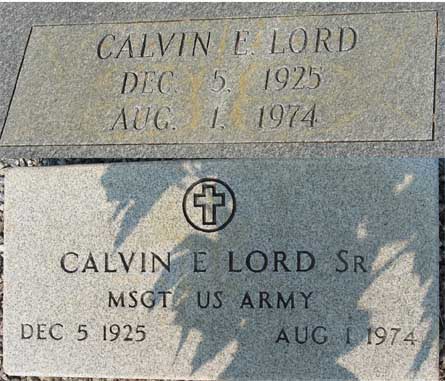 CALVIN E. LORD
DEC. 5, 1925
AUG. 1, 1974
CALVIN E LORD SR
MSGT US ARMY
DEC 5 1925 AUG 1 1974